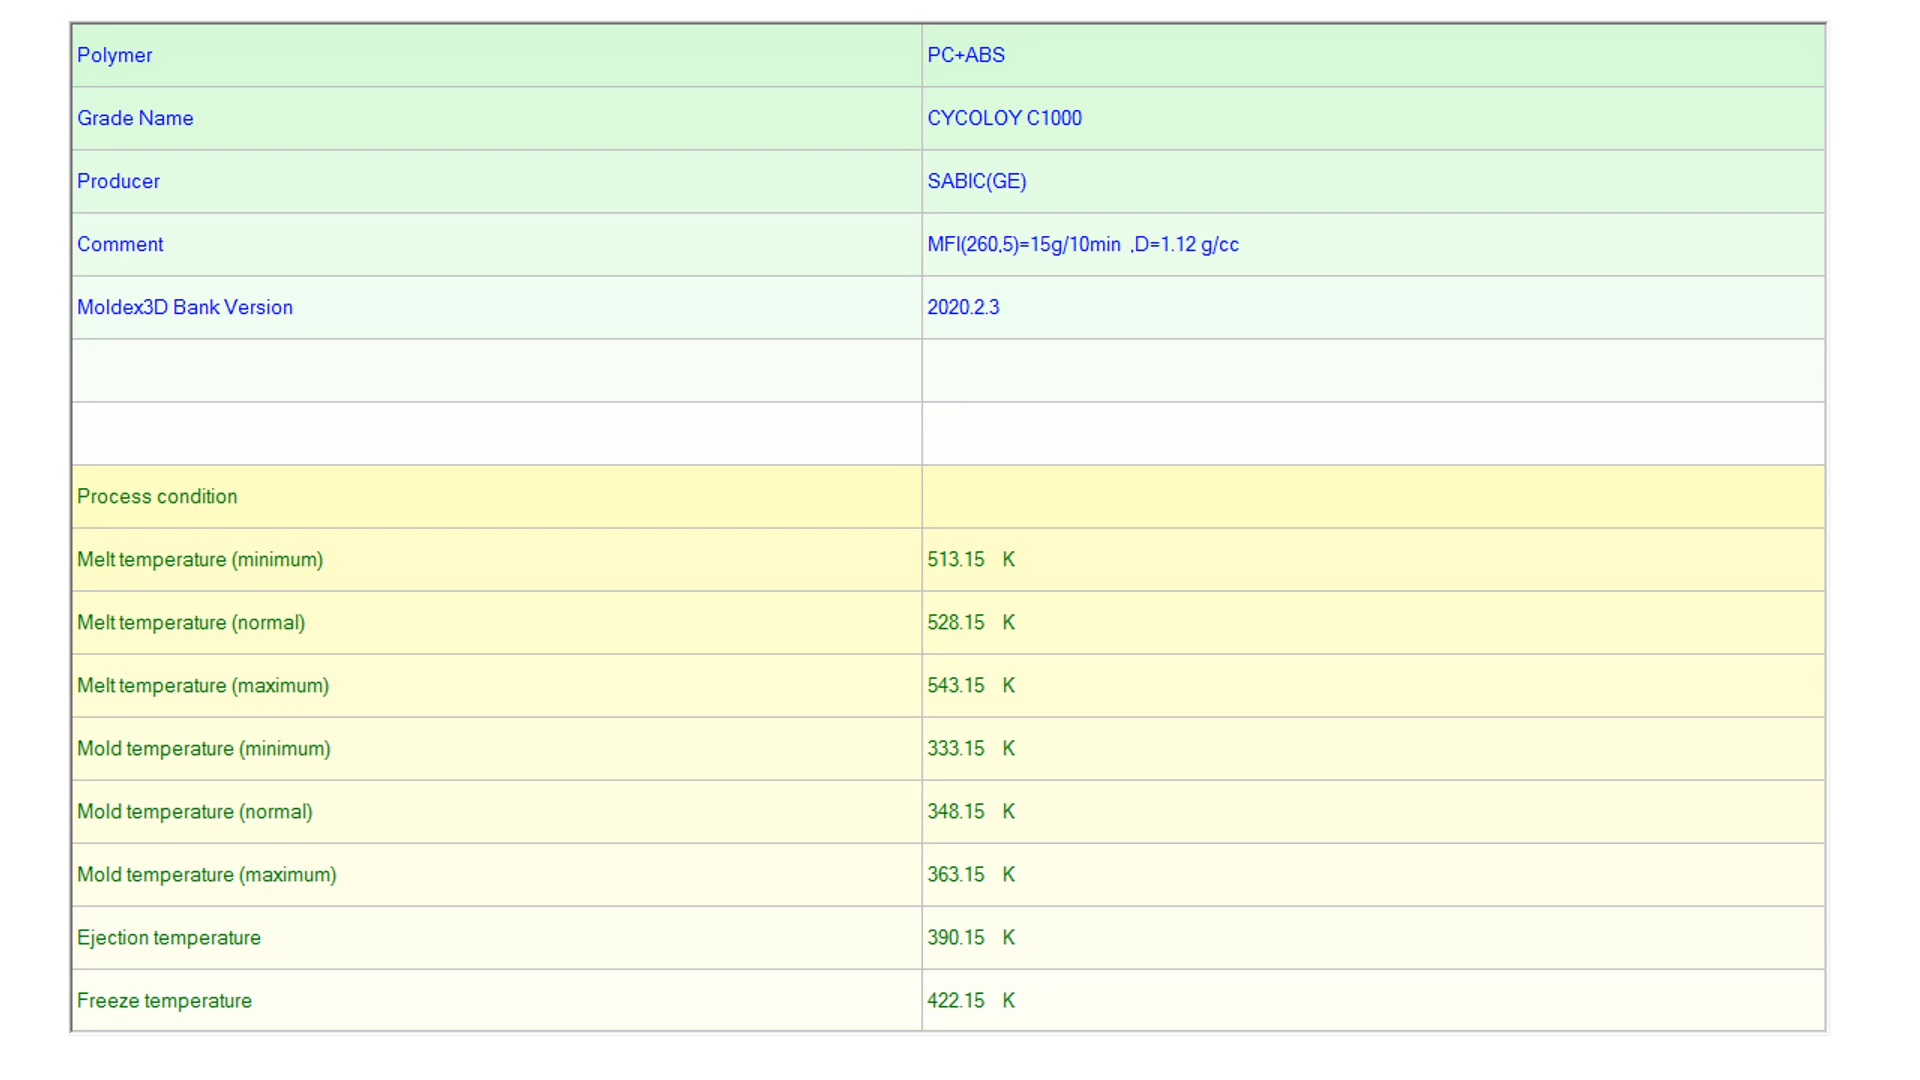 Polymer PC+ABS
Grade Name CYCOLOY C1000
Producer SABIC(GE)
Comment MFI(260,5)=15g/10min ,D=1.12 g/cc
Moldex3D Bank Version 2020.2.3
Process condition
Melt temperature (minimum) 513.15 K
Melt temperature (normal) 528.15 K
Melt temperature (maximum) 543.15 K
Mold temperature (minimum) 333.15 K
Mold temperature (normal) 348.15 K
Mold temperature (maximum) 363.15 K
Ejection temperature 390.15 K
Freeze temperature 422.15 K